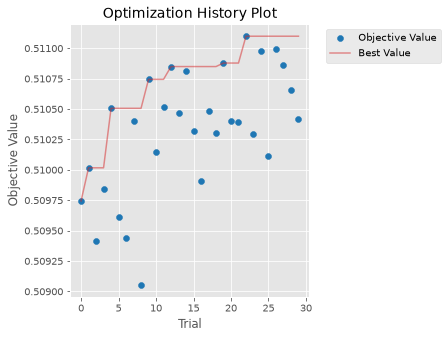 Optimization History Plot
Objective Value
Best Value
0.51100
0.51075
0.51050
0.51025
0.51000
0.50975
0.50950
0.50925
0.50900
Objective Value
0 5 10 15 20 25 30
Trial